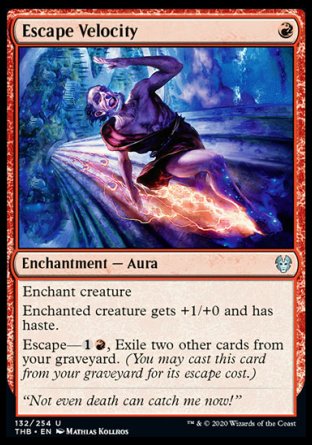 Escape Velocity
Enchantment — Aura
Enchant creature
Enchanted creature gets +1/+0 and has
haste.
Escape—1R, Exile two other cards from
your graveyard. (You may cast this card
from your graveyard for its escape cost.)
“Not even death can catch me now!”
132/254 U
THB • EN Mathias Kollros
™ & © 2020 Wizards of the Coast